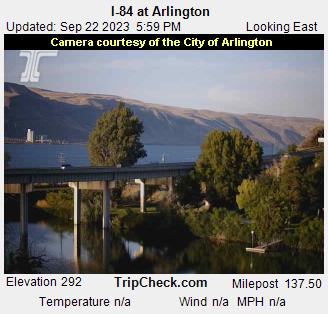 I-84 at Arlington
Updated: Sep 22 2023 5:59 PM Looking East
Camera courtesy of the City of Arlington
Elevation 292 TripCheck.com Milepost 137.50
Temperature n/a Wind n/a MPH n/a